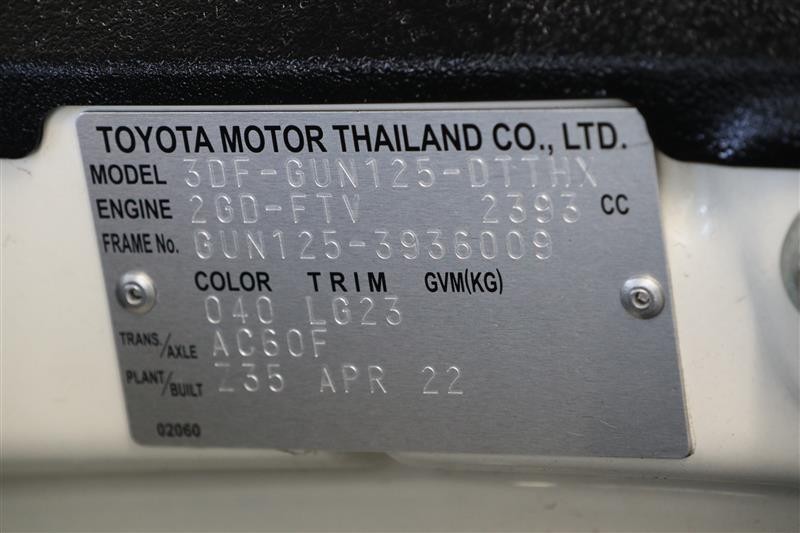 TOYOTA MOTOR THAILAND CO., LTD.
MODEL 3DF-GUN125-DTTHX
ENGINE 2GD-FTV 2393 CC
FRAME No. GUN125-3936009
COLOR TRIM GVM(KG)
040 LG23
TRANS./AXLE AC60F
PLANT/BUILT Z35 APR 22
02060